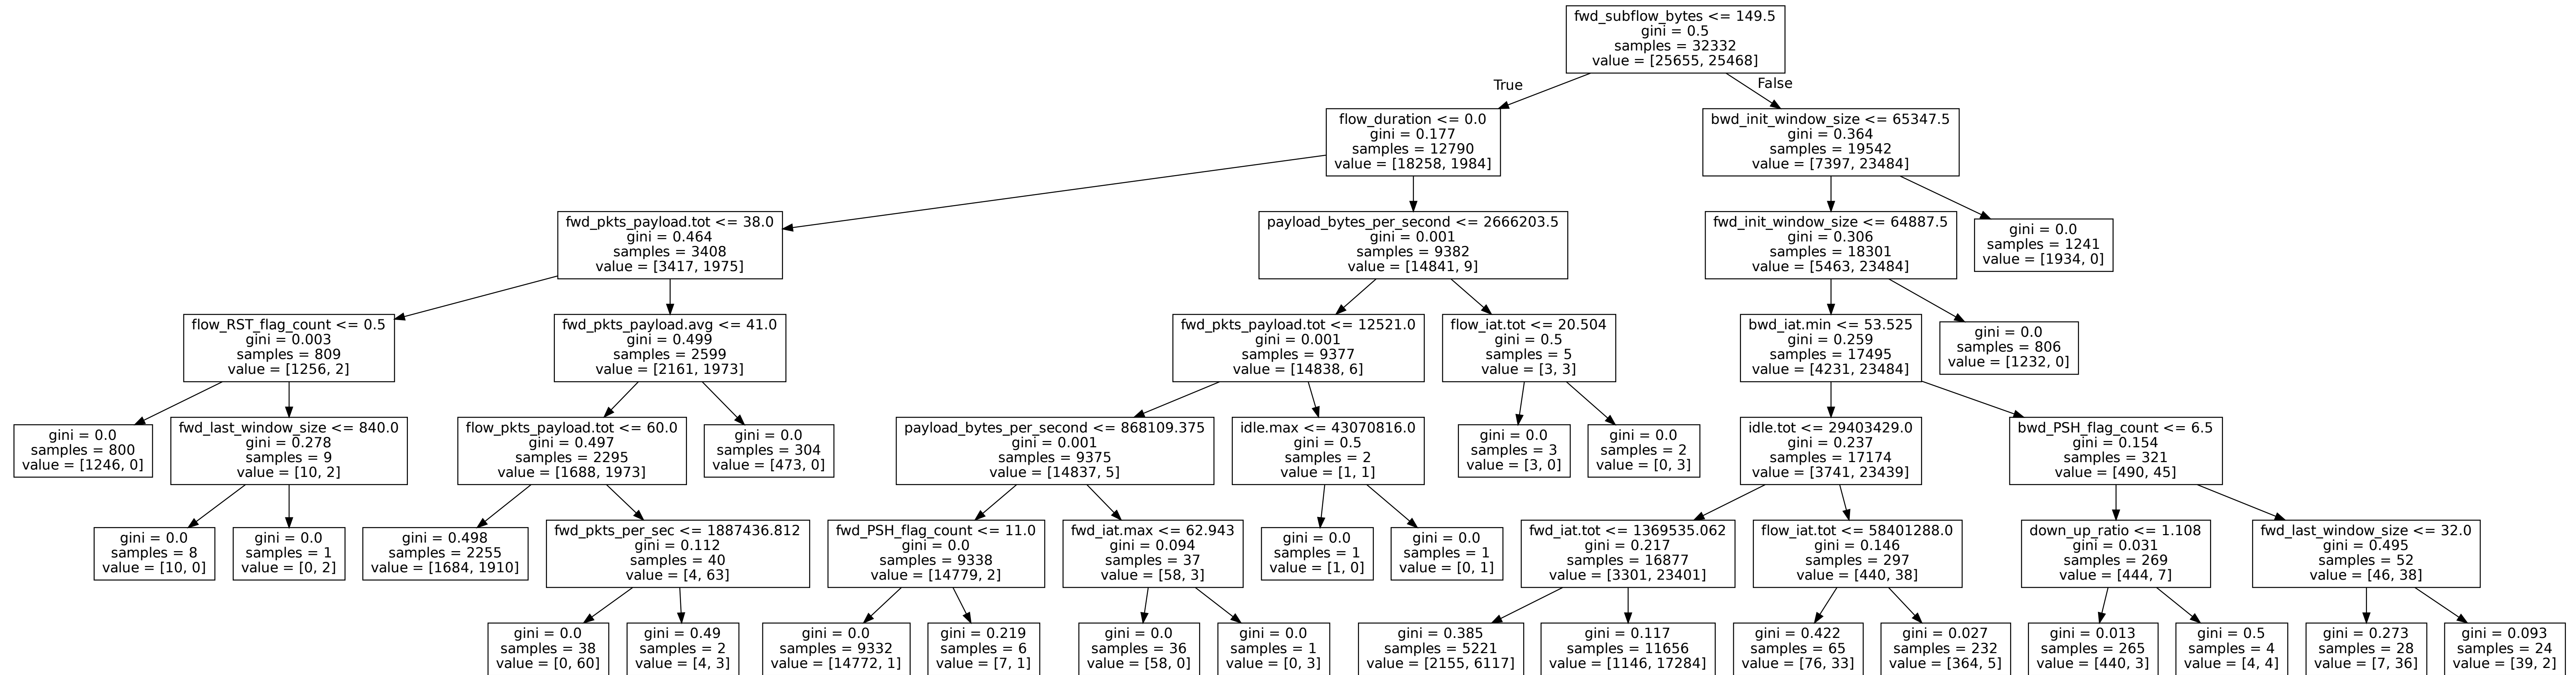 fwd_subflow_bytes <= 149.5
gini = 0.5
samples = 32332
value = [25655, 25468]
True
False
flow_duration <= 0.0
gini = 0.177
samples = 12790
value = [18258, 1984]
bwd_init_window_size <= 65347.5
gini = 0.364
samples = 19542
value = [7397, 23484]
fwd_pkts_payload.tot <= 38.0
gini = 0.464
samples = 3408
value = [3417, 1975]
payload_bytes_per_second <= 2666203.5
gini = 0.001
samples = 9382
value = [14841, 9]
fwd_init_window_size <= 64887.5
gini = 0.306
samples = 18301
value = [5463, 23484]
gini = 0.0
samples = 1241
value = [1934, 0]
flow_RST_flag_count <= 0.5
gini = 0.003
samples = 809
value = [1256, 2]
fwd_pkts_payload.avg <= 41.0
gini = 0.499
samples = 2599
value = [2161, 1973]
fwd_pkts_payload.tot <= 12521.0
gini = 0.001
samples = 9377
value = [14838, 6]
flow_iat.tot <= 20.504
gini = 0.5
samples = 5
value = [3, 3]
bwd_iat.min <= 53.525
gini = 0.259
samples = 17495
value = [4231, 23484]
gini = 0.0
samples = 806
value = [1232, 0]
gini = 0.0
samples = 800
value = [1246, 0]
fwd_last_window_size <= 840.0
gini = 0.278
samples = 9
value = [10, 2]
flow_pkts_payload.tot <= 60.0
gini = 0.497
samples = 2295
value = [1688, 1973]
gini = 0.0
samples = 304
value = [473, 0]
payload_bytes_per_second <= 868109.375
gini = 0.001
samples = 9375
value = [14837, 5]
idle.max <= 43070816.0
gini = 0.5
samples = 2
value = [1, 1]
gini = 0.0
samples = 3
value = [3, 0]
gini = 0.0
samples = 2
value = [0, 3]
idle.tot <= 29403429.0
gini = 0.237
samples = 17174
value = [3741, 23439]
bwd_PSH_flag_count <= 6.5
gini = 0.154
samples = 321
value = [490, 45]
gini = 0.0
samples = 8
value = [10, 0]
gini = 0.0
samples = 1
value = [0, 2]
gini = 0.498
samples = 2255
value = [1684, 1910]
fwd_pkts_per_sec <= 1887436.812
gini = 0.112
samples = 40
value = [4, 63]
fwd_PSH_flag_count <= 11.0
gini = 0.0
samples = 9338
value = [14779, 2]
fwd_iat.max <= 62.943
gini = 0.094
samples = 37
value = [58, 3]
gini = 0.0
samples = 1
value = [1, 0]
gini = 0.0
samples = 1
value = [0, 1]
fwd_iat.tot <= 1369535.062
gini = 0.217
samples = 16877
value = [3301, 23401]
flow_iat.tot <= 58401288.0
gini = 0.146
samples = 297
value = [440, 38]
down_up_ratio <= 1.108
gini = 0.031
samples = 269
value = [444, 7]
fwd_last_window_size <= 32.0
gini = 0.495
samples = 52
value = [46, 38]
gini = 0.0
samples = 38
value = [0, 60]
gini = 0.49
samples = 2
value = [4, 3]
gini = 0.0
samples = 9332
value = [14772, 1]
gini = 0.219
samples = 6
value = [7, 1]
gini = 0.0
samples = 36
value = [58, 0]
gini = 0.0
samples = 1
value = [0, 3]
gini = 0.385
samples = 5221
value = [2155, 6117]
gini = 0.117
samples = 11656
value = [1146, 17284]
gini = 0.422
samples = 65
value = [76, 33]
gini = 0.027
samples = 232
value = [364, 5]
gini = 0.013
samples = 265
value = [440, 3]
gini = 0.5
samples = 4
value = [4, 4]
gini = 0.273
samples = 28
value = [7, 36]
gini = 0.093
samples = 24
value = [39, 2]